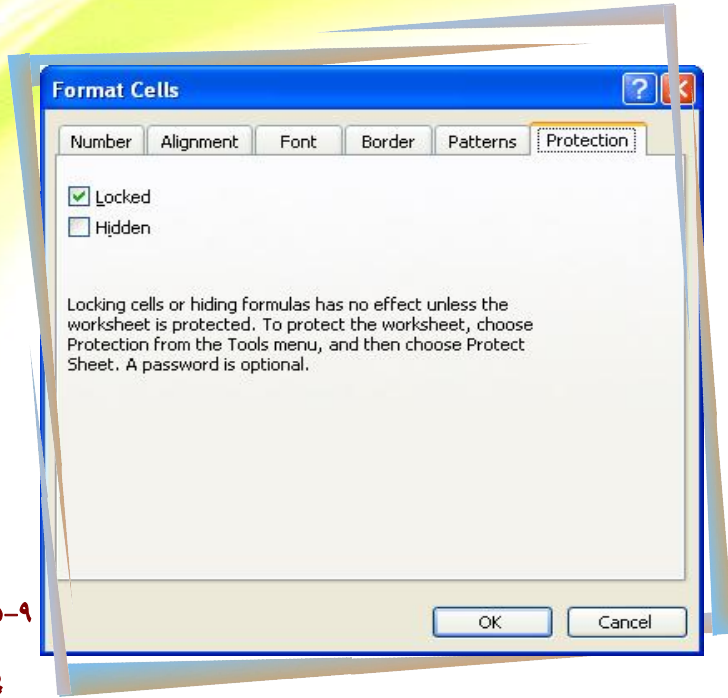 Format Cells
Number Alignment Font Border Patterns Protection
Locked
Hidden
Locking cells or hiding formulas has no effect unless the
worksheet is protected. To protect the worksheet, choose
Protection from the Tools menu, and then choose Protect
Sheet. A password is optional.
OK Cancel